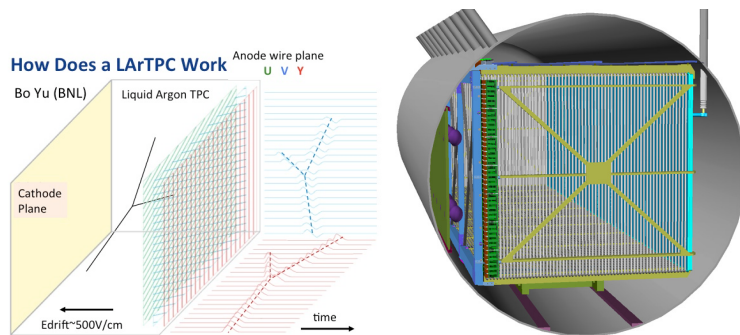 How Does a LArTPC Work
Anode wire plane
U V Y
Bo Yu (BNL)
Liquid Argon TPC
Cathode
Plane
Edrift~500V/cm
time